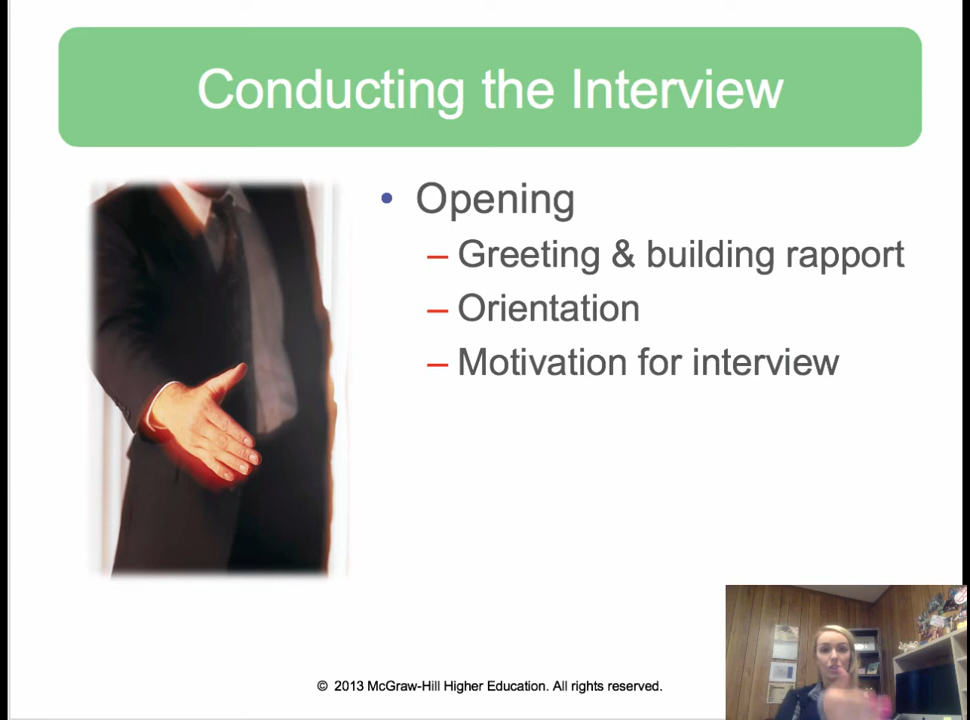 Conducting the Interview
• Opening
– Greeting & building rapport
– Orientation
– Motivation for interview
© 2013 McGraw-Hill Higher Education. All rights reserved.